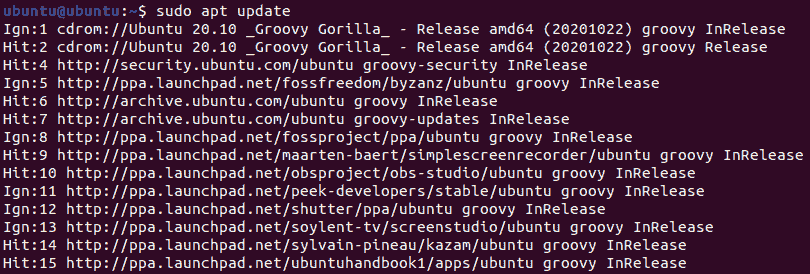 ubuntu@ubuntu:~$ sudo apt update
Ign:1 cdrom://Ubuntu 20.10 _Groovy Gorilla_ - Release amd64 (20201022) groovy InRelease
Hit:2 cdrom://Ubuntu 20.10 _Groovy Gorilla_ - Release amd64 (20201022) groovy Release
Hit:4 http://security.ubuntu.com/ubuntu groovy-security InRelease
Ign:5 http://ppa.launchpad.net/fossfreedom/byzanz/ubuntu groovy InRelease
Hit:6 http://archive.ubuntu.com/ubuntu groovy InRelease
Hit:7 http://archive.ubuntu.com/ubuntu groovy-updates InRelease
Ign:8 http://ppa.launchpad.net/fossproject/ppa/ubuntu groovy InRelease
Hit:9 http://ppa.launchpad.net/maarten-baert/simplescreenrecorder/ubuntu groovy InRelease
Hit:10 http://ppa.launchpad.net/obsproject/obs-studio/ubuntu groovy InRelease
Ign:11 http://ppa.launchpad.net/peek-developers/stable/ubuntu groovy InRelease
Ign:12 http://ppa.launchpad.net/shutter/ppa/ubuntu groovy InRelease
Ign:13 http://ppa.launchpad.net/soylent-tv/screenstudio/ubuntu groovy InRelease
Hit:14 http://ppa.launchpad.net/sylvain-pineau/kazam/ubuntu groovy InRelease
Hit:15 http://ppa.launchpad.net/ubuntuhandbook1/apps/ubuntu groovy InRelease